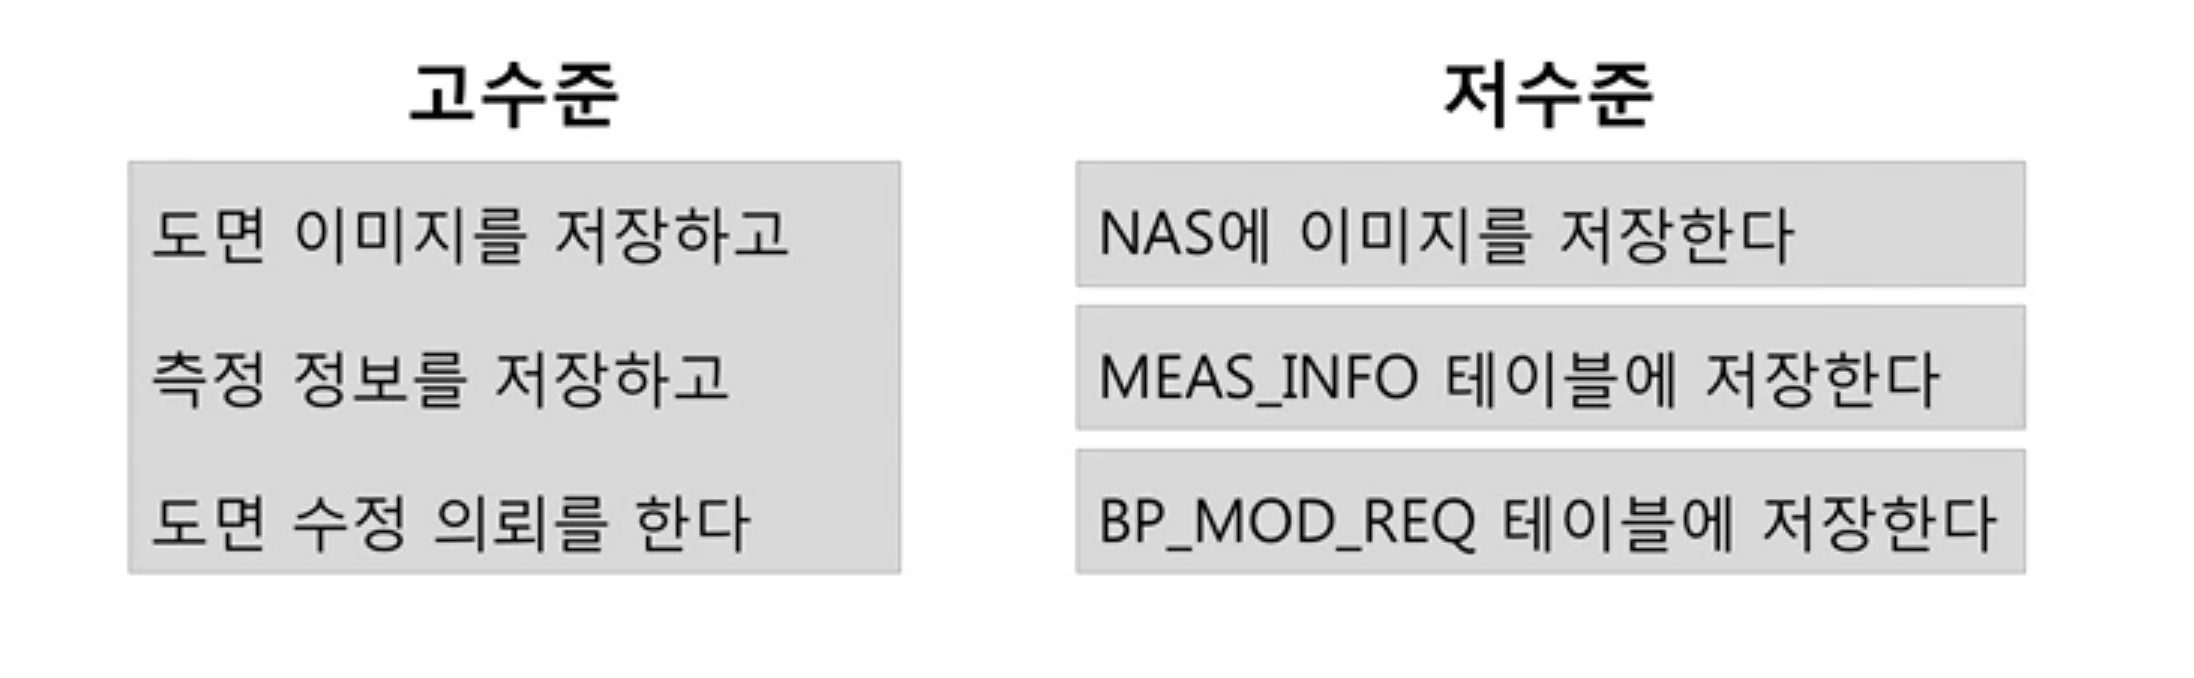 고수준
도면 이미지를 저장하고
측정 정보를 저장하고
도면 수정 의뢰를 한다
저수준
NAS에 이미지를 저장한다
MEAS_INFO 테이블에 저장한다
BP_MOD_REQ 테이블에 저장한다